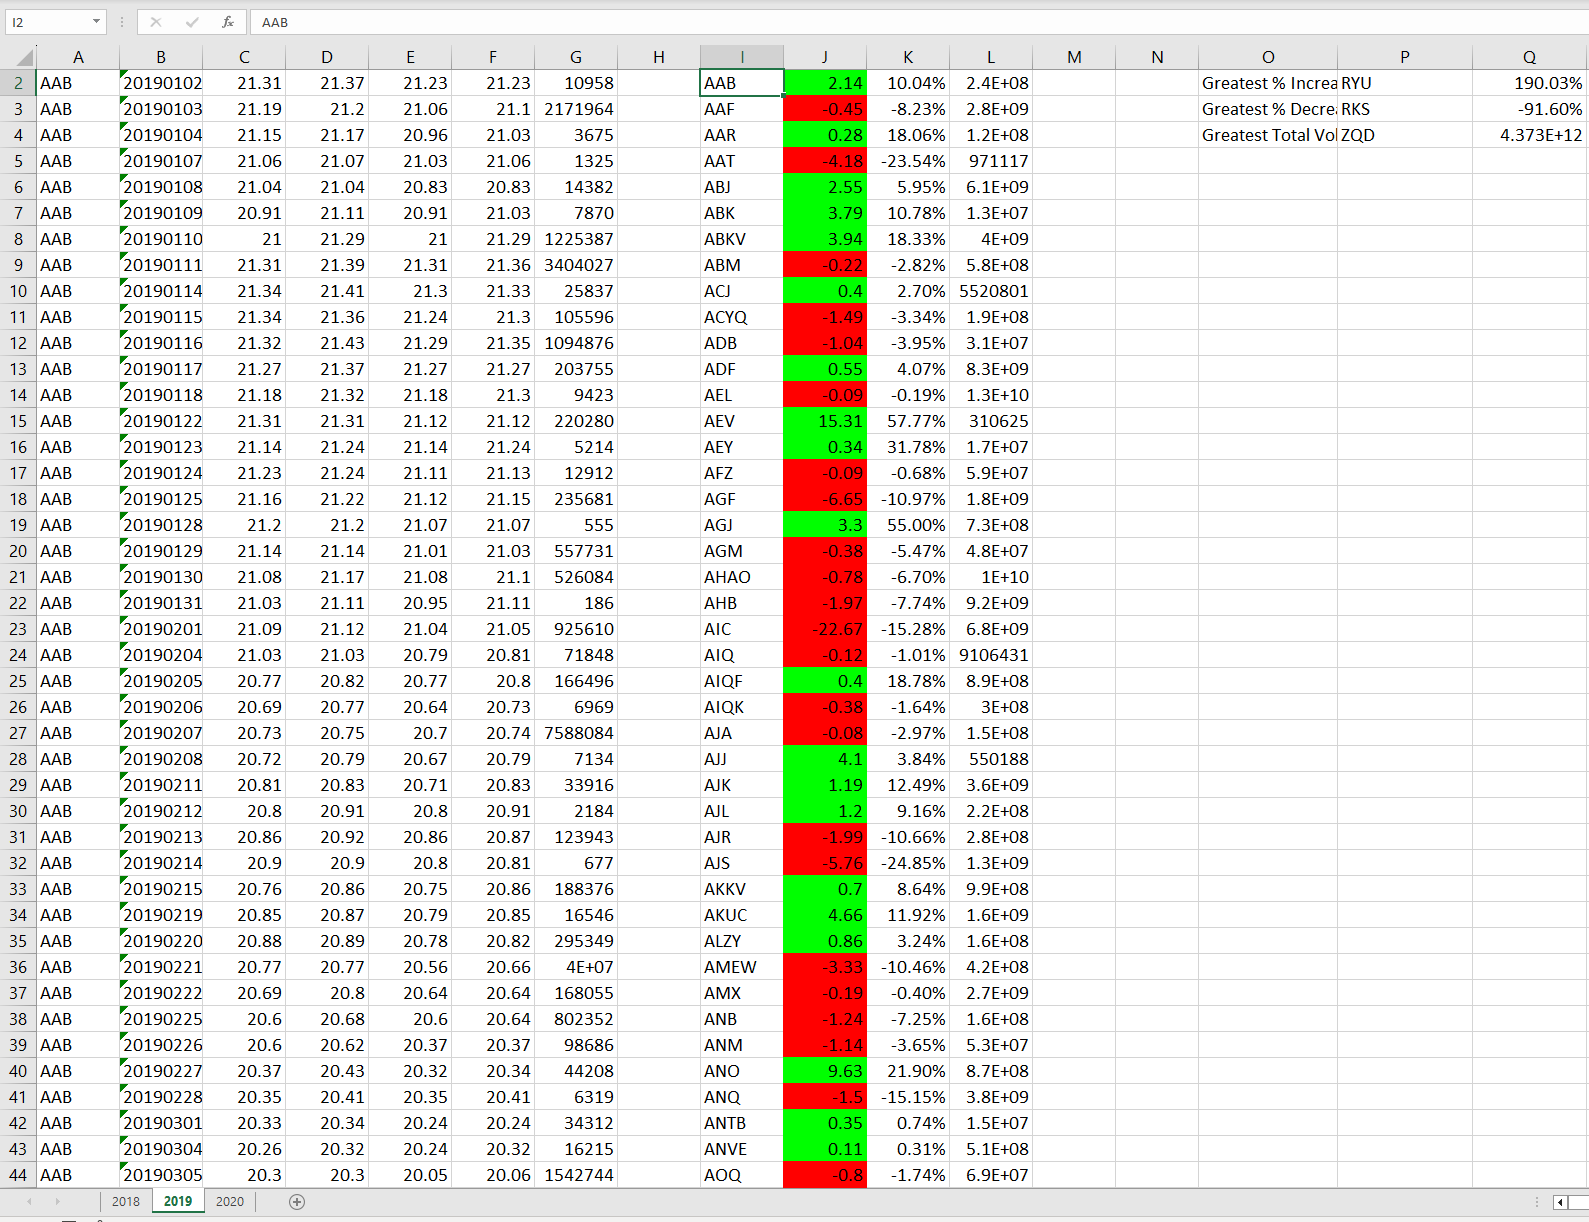 I2 fx AAB
A B C D E F G H I J K L M N O P Q
2 AAB 20190102 21.31 21.37 21.23 21.23 10958 AAB 2.14 10.04% 2.4E+08 Greatest % Increa RYU 190.03%
3 AAB 20190103 21.19 21.2 21.06 21.1 2171964 AAF -0.45 -8.23% 2.8E+09 Greatest % Decrea RKS -91.60%
4 AAB 20190104 21.15 21.17 20.96 21.03 3675 AAR 0.28 18.06% 1.2E+08 Greatest Total Vol ZQD 4.373E+12
5 AAB 20190107 21.06 21.07 21.03 21.06 1325 AAT -4.18 -23.54% 971117
6 AAB 20190108 21.04 21.04 20.83 20.83 14382 ABJ 2.55 5.95% 6.1E+09
7 AAB 20190109 20.91 21.11 20.91 21.03 7870 ABK 3.79 10.78% 1.3E+07
8 AAB 20190110 21 21.29 21 21.29 1225387 ABKV 3.94 18.33% 4E+09
9 AAB 20190111 21.31 21.39 21.31 21.36 3404027 ABM -0.22 -2.82% 5.8E+08
10 AAB 20190114 21.34 21.41 21.3 21.33 25837 ACJ 0.4 2.70% 5520801
11 AAB 20190115 21.34 21.36 21.24 21.3 105596 ACYQ -1.49 -3.34% 1.9E+08
12 AAB 20190116 21.32 21.43 21.29 21.35 1094876 ADB -1.04 -3.95% 3.1E+07
13 AAB 20190117 21.27 21.37 21.27 21.27 203755 ADF 0.55 4.07% 8.3E+09
14 AAB 20190118 21.18 21.32 21.18 21.3 9423 AEL -0.09 -0.19% 1.3E+10
15 AAB 20190122 21.31 21.31 21.12 21.12 220280 AEV 15.31 57.77% 310625
16 AAB 20190123 21.14 21.24 21.14 21.24 5214 AEY 0.34 31.78% 1.7E+07
17 AAB 20190124 21.23 21.24 21.11 21.13 12912 AFZ -0.09 -0.68% 5.9E+07
18 AAB 20190125 21.16 21.22 21.12 21.15 235681 AGF -6.65 -10.97% 1.8E+09
19 AAB 20190128 21.2 21.2 21.07 21.07 555 AGJ 3.3 55.00% 7.3E+08
20 AAB 20190129 21.14 21.14 21.01 21.03 557731 AGM -0.38 -5.47% 4.8E+07
21 AAB 20190130 21.08 21.17 21.08 21.1 526084 AHAO -0.78 -6.70% 1E+10
22 AAB 20190131 21.03 21.11 20.95 21.11 186 AHB -1.97 -7.74% 9.2E+09
23 AAB 20190201 21.09 21.12 21.04 21.05 925610 AIC -22.67 -15.28% 6.8E+09
24 AAB 20190204 21.03 21.03 20.79 20.81 71848 AIQ -0.12 -1.01% 9106431
25 AAB 20190205 20.77 20.82 20.77 20.8 166496 AIQF 0.4 18.78% 8.9E+08
26 AAB 20190206 20.69 20.77 20.64 20.73 6969 AIQK -0.38 -1.64% 3E+08
27 AAB 20190207 20.73 20.75 20.7 20.74 7588084 AJA -0.08 -2.97% 1.5E+08
28 AAB 20190208 20.72 20.79 20.67 20.79 7134 AJJ 4.1 3.84% 550188
29 AAB 20190211 20.81 20.83 20.71 20.83 33916 AJK 1.19 12.49% 3.6E+09
30 AAB 20190212 20.8 20.91 20.8 20.91 2184 AJL 1.2 9.16% 2.2E+08
31 AAB 20190213 20.86 20.92 20.86 20.87 123943 AJR -1.99 -10.66% 2.8E+08
32 AAB 20190214 20.9 20.9 20.8 20.81 677 AJS -5.76 -24.85% 1.3E+09
33 AAB 20190215 20.76 20.86 20.75 20.86 188376 AKKV 0.7 8.64% 9.9E+08
34 AAB 20190219 20.85 20.87 20.79 20.85 16546 AKUC 4.66 11.92% 1.6E+09
35 AAB 20190220 20.88 20.89 20.78 20.82 295349 ALZY 0.86 3.24% 1.6E+08
36 AAB 20190221 20.77 20.77 20.56 20.66 4E+07 AMEW -3.33 -10.46% 4.2E+08
37 AAB 20190222 20.69 20.8 20.64 20.64 168055 AMX -0.19 -0.40% 2.7E+09
38 AAB 20190225 20.6 20.68 20.6 20.64 802352 ANB -1.24 -7.25% 1.6E+08
39 AAB 20190226 20.6 20.62 20.37 20.37 98686 ANM -1.14 -3.65% 5.3E+07
40 AAB 20190227 20.37 20.43 20.32 20.34 44208 ANO 9.63 21.90% 8.7E+08
41 AAB 20190228 20.35 20.41 20.35 20.41 6319 ANQ -1.5 -15.15% 3.8E+09
42 AAB 20190301 20.33 20.34 20.24 20.24 34312 ANTB 0.35 0.74% 1.5E+07
43 AAB 20190304 20.26 20.32 20.24 20.32 16215 ANVE 0.11 0.31% 5.1E+08
44 AAB 20190305 20.3 20.3 20.05 20.06 1542744 AOQ -0.8 -1.74% 6.9E+07
2018 2019 2020